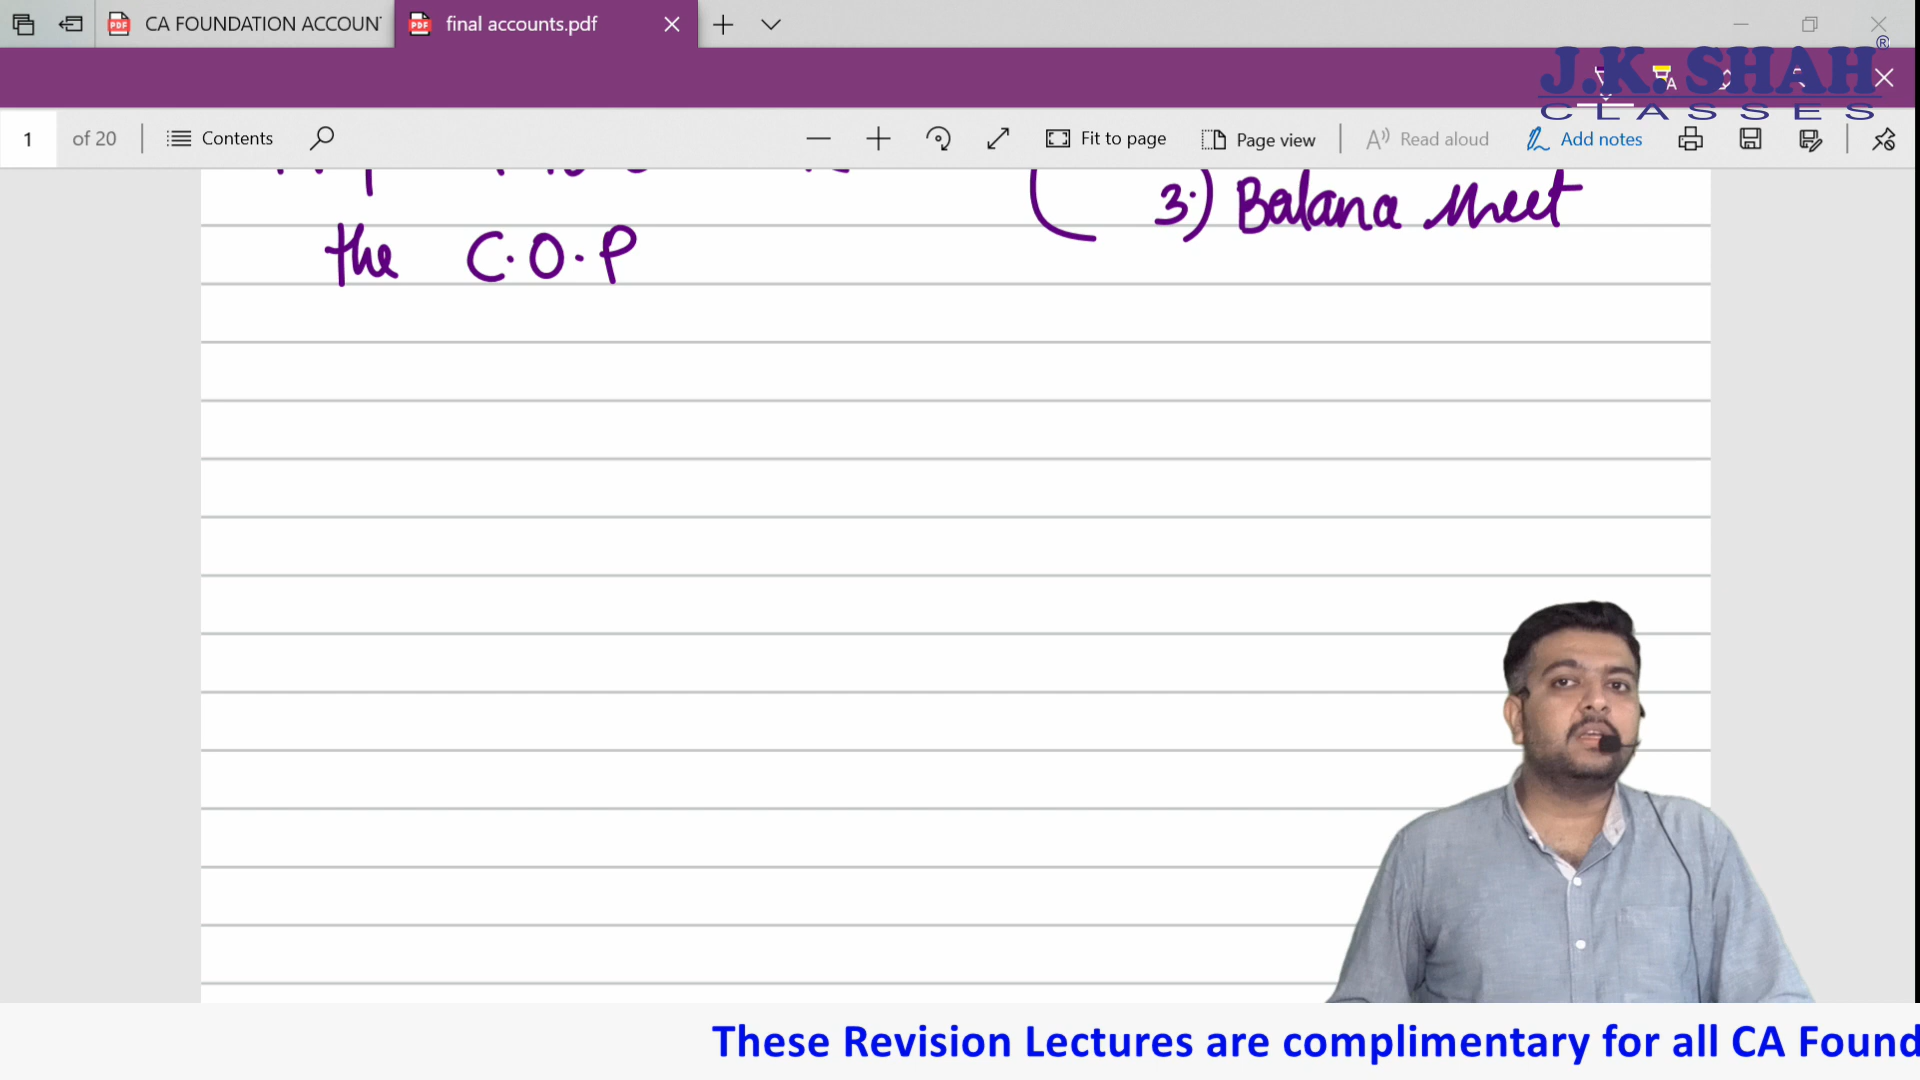 CA FOUNDATION ACCOUN
final accounts.pdf
J.K. SHAH ®
CLASSES
1 of 20 Contents Fit to page Page view Read aloud Add notes
3.) Balana sheet
the C.O.P
These Revision Lectures are complimentary for all CA Found